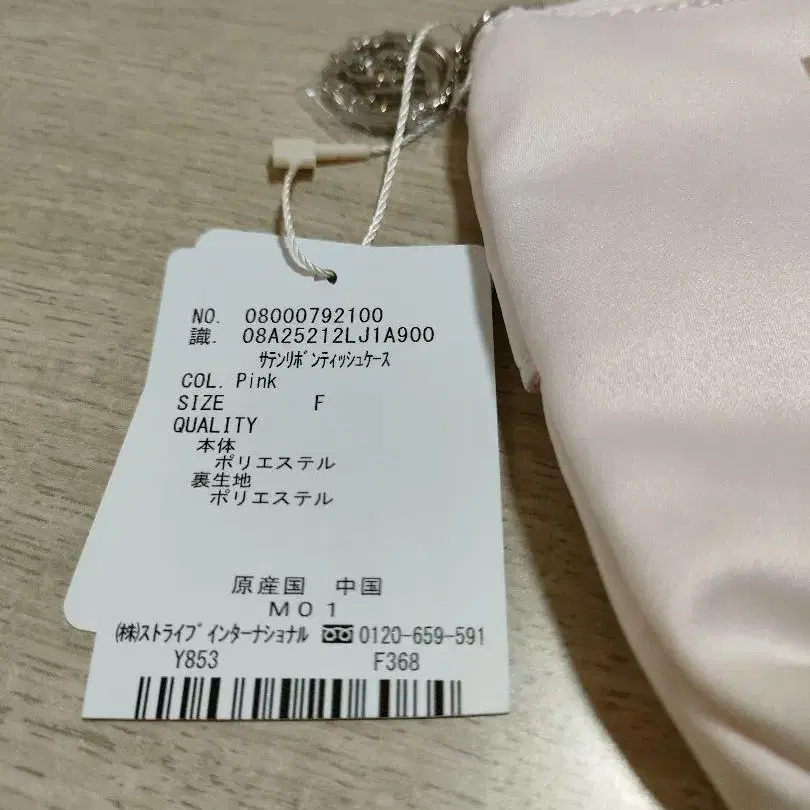 NO. 08000792100
識. 08A25212LJ1A900
ｻﾃﾝﾘﾎﾞﾝﾃｨｯｼｭｹｰｽ
COL. Pink
SIZE F
QUALITY
本体
ポリエステル
裏生地
ポリエステル
原産国 中国
M01
(株)ｽﾄﾗｲﾌﾟｲﾝﾀｰﾅｼｮﾅﾙ 0120-659-591
Y853 F368